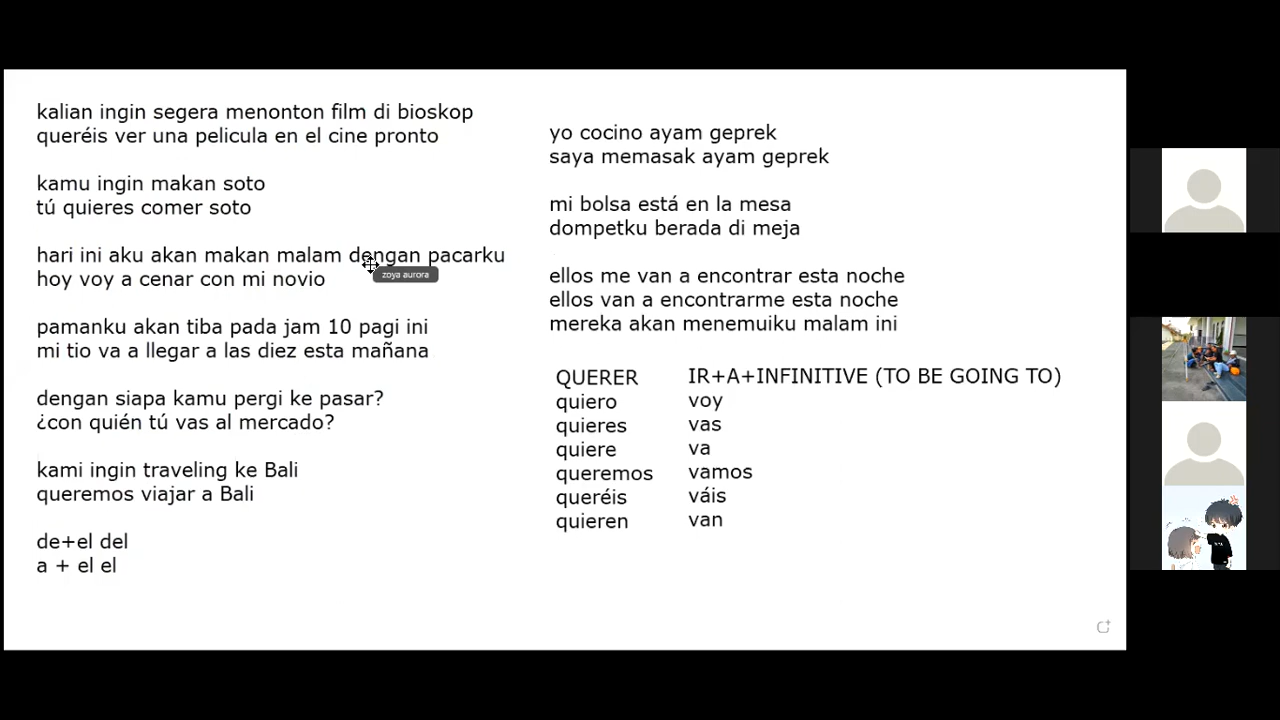 kalian ingin segera menonton film di bioskop
queréis ver una pelicula en el cine pronto
kamu ingin makan soto
tú quieres comer soto
hari ini aku akan makan malam dengan pacarku
zoya aurora
hoy voy a cenar con mi novio
pamanku akan tiba pada jam 10 pagi ini
mi tio va a llegar a las diez esta mañana
dengan siapa kamu pergi ke pasar?
¿con quién tú vas al mercado?
kami ingin traveling ke Bali
queremos viajar a Bali
de+el del
a + el el
yo cocino ayam geprek
saya memasak ayam geprek
mi bolsa está en la mesa
dompetku berada di meja
ellos me van a encontrar esta noche
ellos van a encontrarme esta noche
mereka akan menemuiku malam ini
QUERER
quiero
quieres
quiere
queremos
queréis
quieren
IR+A+INFINITIVE (TO BE GOING TO)
voy
vas
va
vamos
váis
van